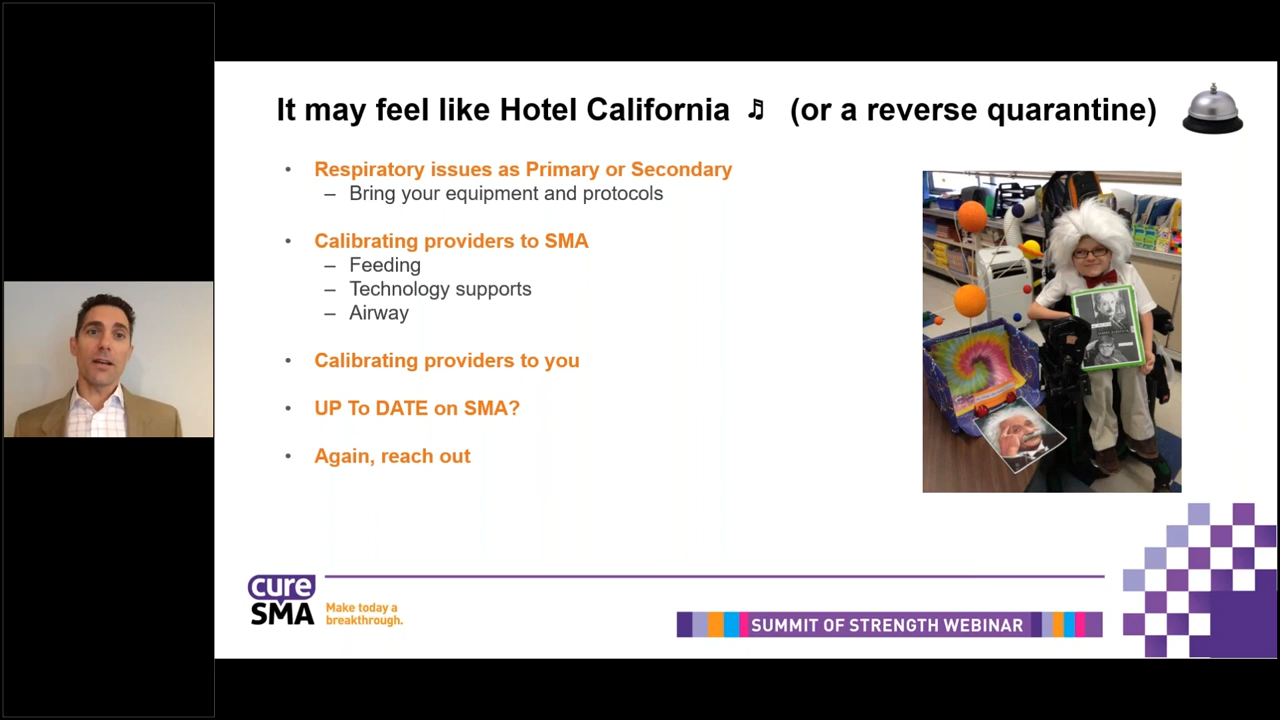 It may feel like Hotel California ♬ (or a reverse quarantine)
• Respiratory issues as Primary or Secondary
– Bring your equipment and protocols
• Calibrating providers to SMA
– Feeding
– Technology supports
– Airway
• Calibrating providers to you
• UP To DATE on SMA?
• Again, reach out
cure
SMA
Make today a
breakthrough.
SUMMIT OF STRENGTH WEBINAR